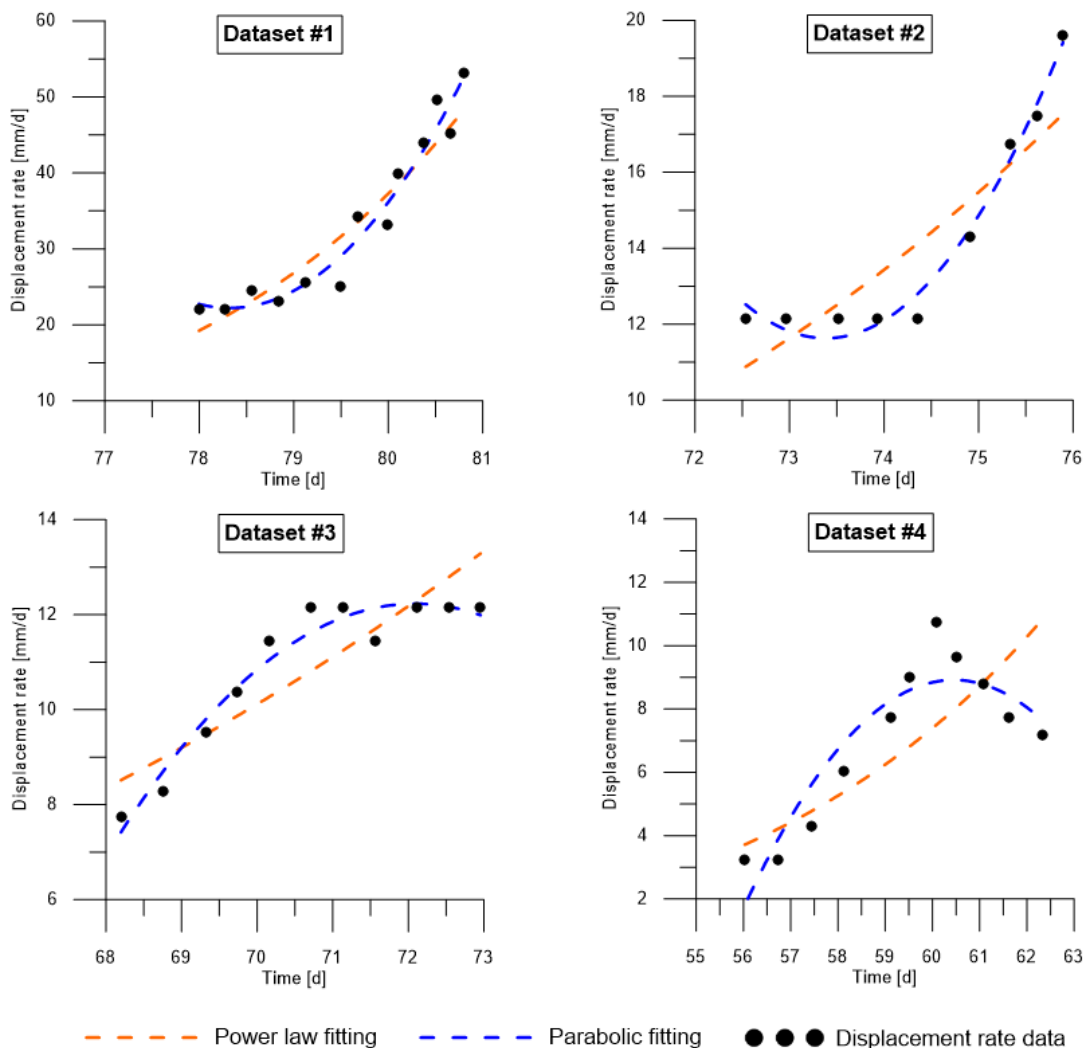 Dataset #1
Displacement rate [mm/d]
60
50
40
30
20
10
77 78 79 80 81
Time [d]
Dataset #2
Displacement rate [mm/d]
20
18
16
14
12
10
72 73 74 75 76
Time [d]
Dataset #3
Displacement rate [mm/d]
14
12
10
8
6
68 69 70 71 72 73
Time [d]
Dataset #4
Displacement rate [mm/d]
14
12
10
8
6
4
2
55 56 57 58 59 60 61 62 63
Time [d]
Power law fitting Parabolic fitting Displacement rate data